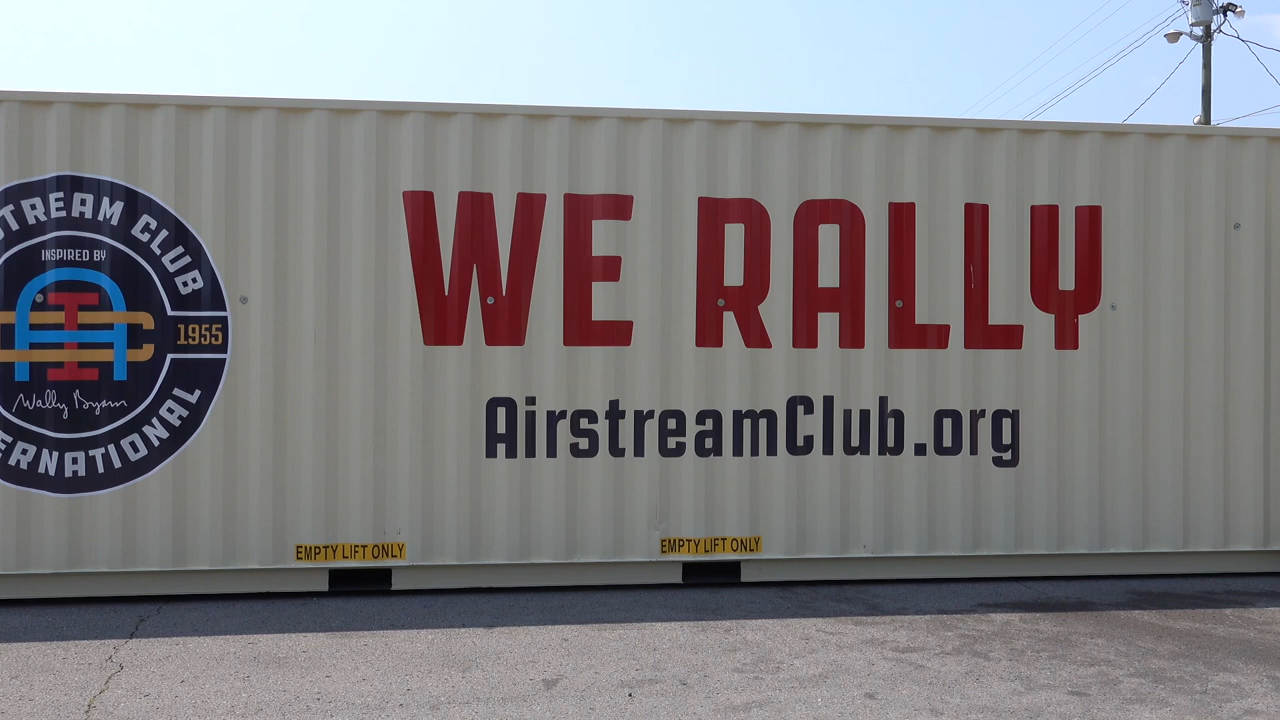 STREAM CLUB
INSPIRED BY
1955
Wally Byam
ERNATIONAL
WE RALLY
AirstreamClub.org
EMPTY LIFT ONLY
EMPTY LIFT ONLY